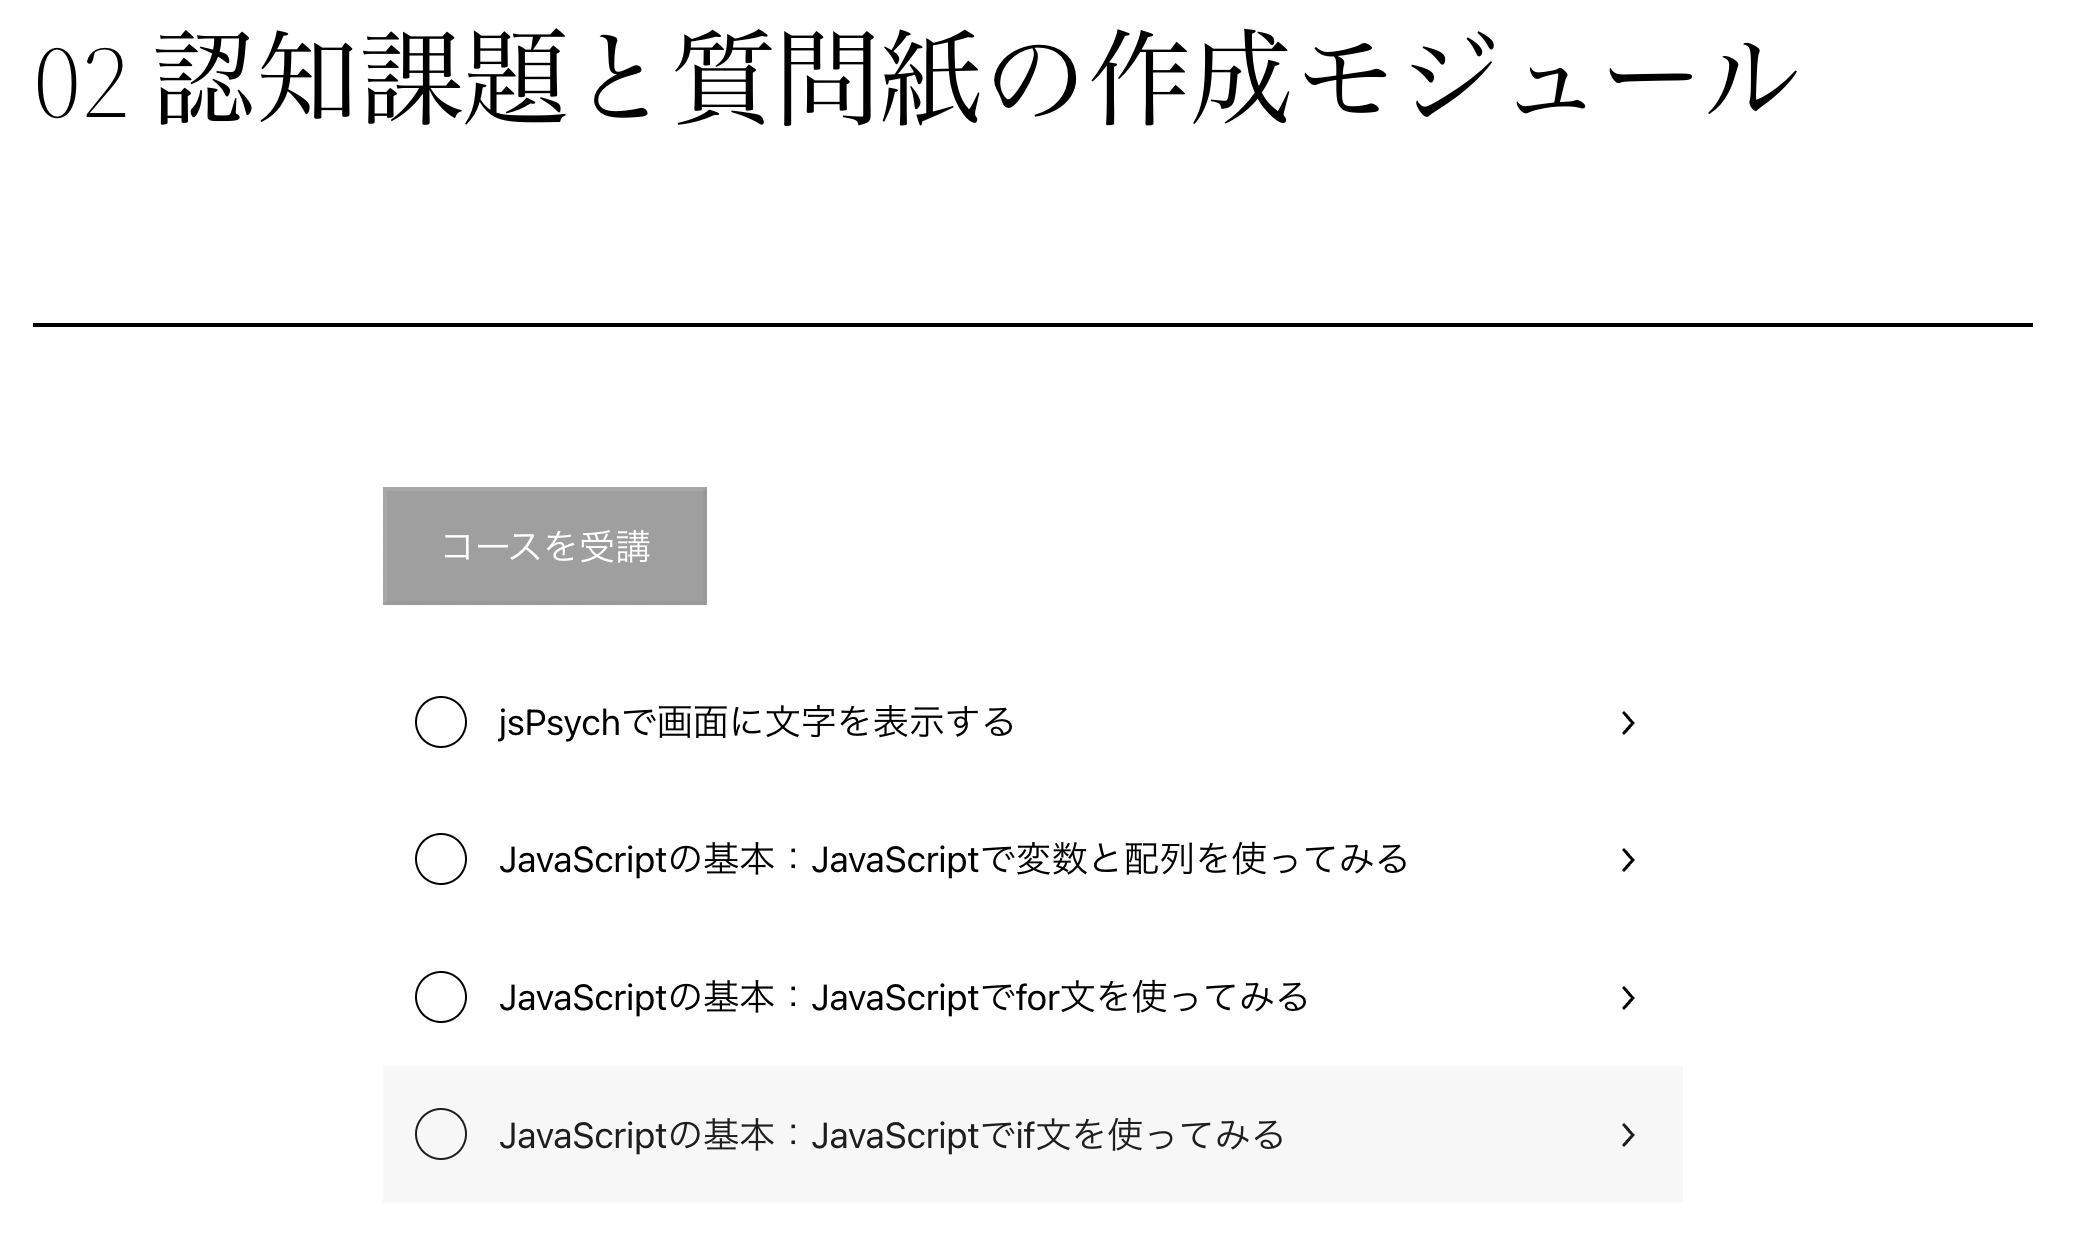 02 認知課題と質問紙の作成モジュール
コースを受講
jsPsychで画面に文字を表示する
JavaScriptの基本：JavaScriptで変数と配列を使ってみる
JavaScriptの基本：JavaScriptでfor文を使ってみる
JavaScriptの基本：JavaScriptでif文を使ってみる